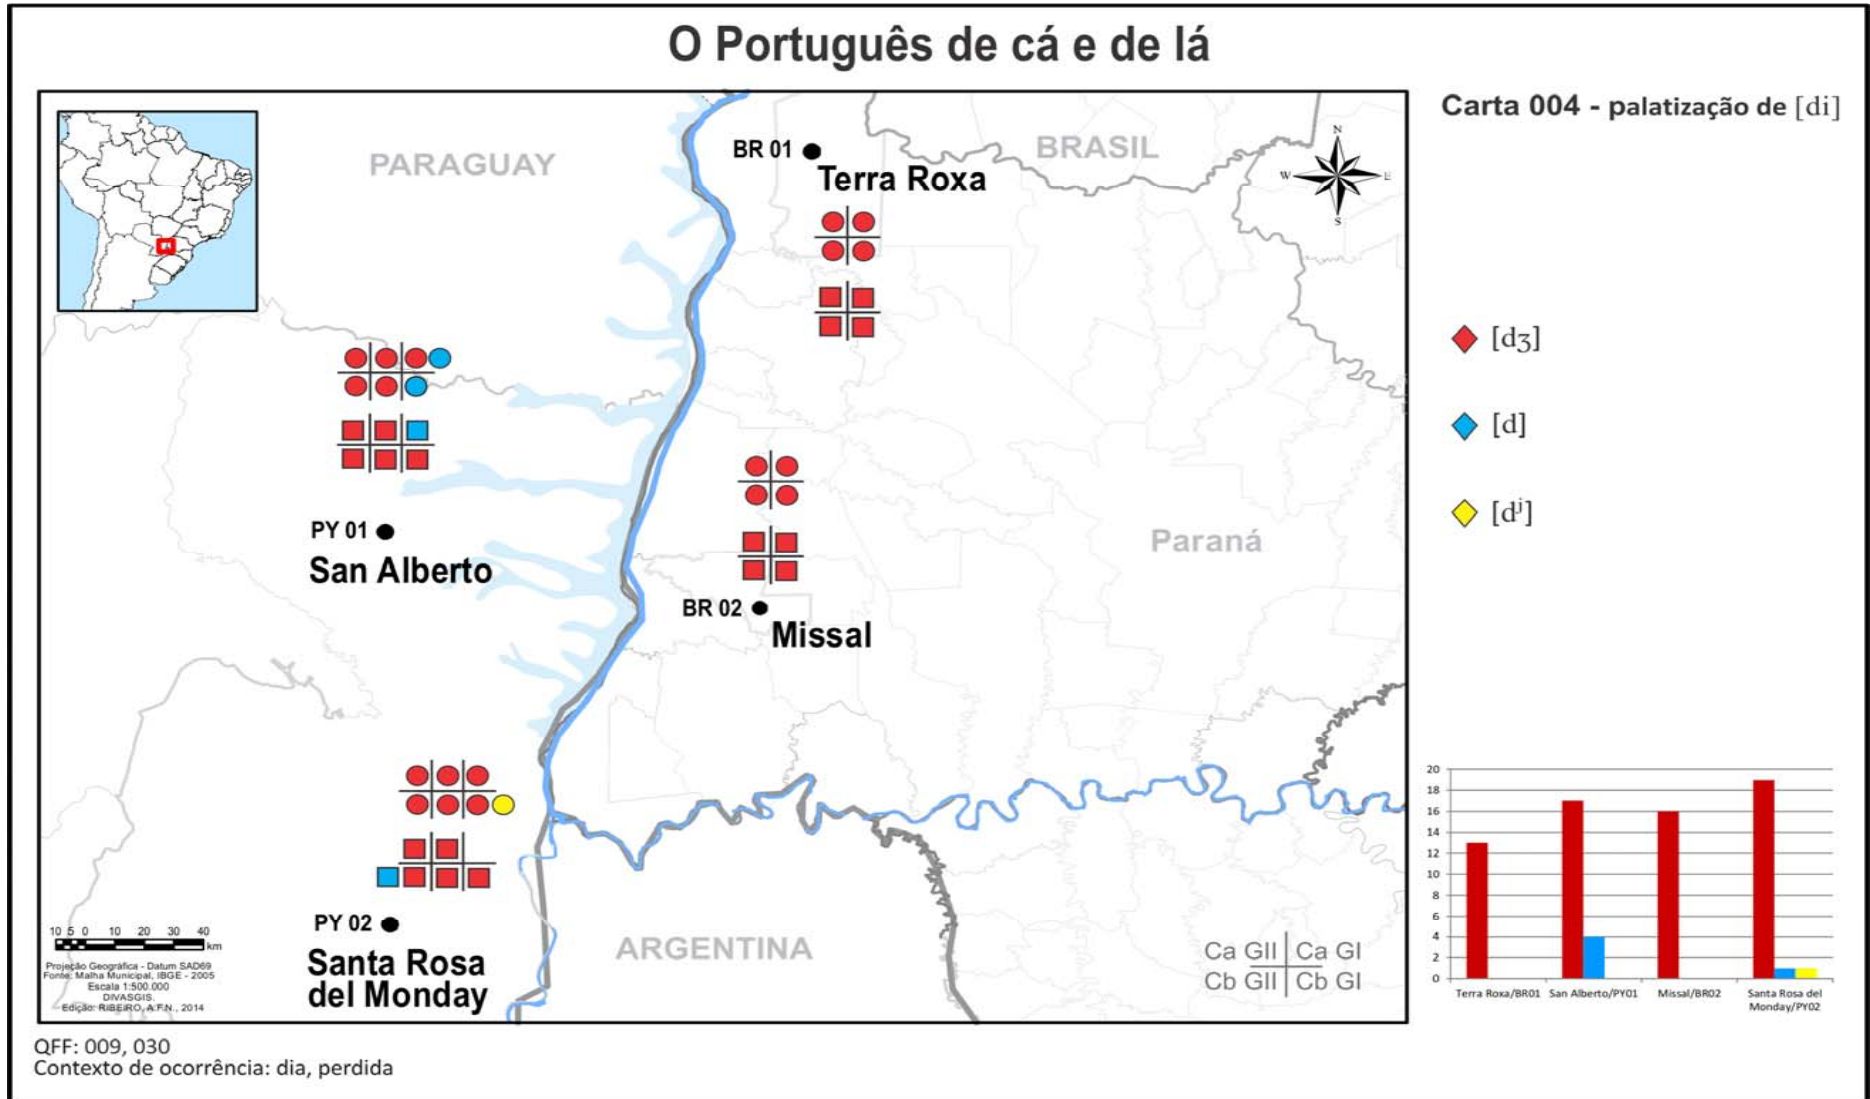 O Português de cá e de lá
Carta 004 - palatização de [di]
PARAGUAY
BR 01
Terra Roxa
BRASIL
N
W
E
S
[dʒ]
[d]
[dʲ]
PY 01
San Alberto
BR 02
Missal
Paraná
PY 02
Santa Rosa
del Monday
ARGENTINA
Ca GII Ca GI
Cb GII Cb GI
10 5 0 10 20 30 40
km
Projeção Geográfica - Datum SAD69
Fonte: Malha Municipal, IBGE - 2005
Escala 1:500.000
DIVASGIS.
Edição: RIBEIRO, A.F.N., 2014
20
18
16
14
12
10
8
6
4
2
0
Terra Roxa/BR01 San Alberto/PY01 Missal/BR02 Santa Rosa del
Monday/PY02
QFF: 009, 030
Contexto de ocorrência: dia, perdida